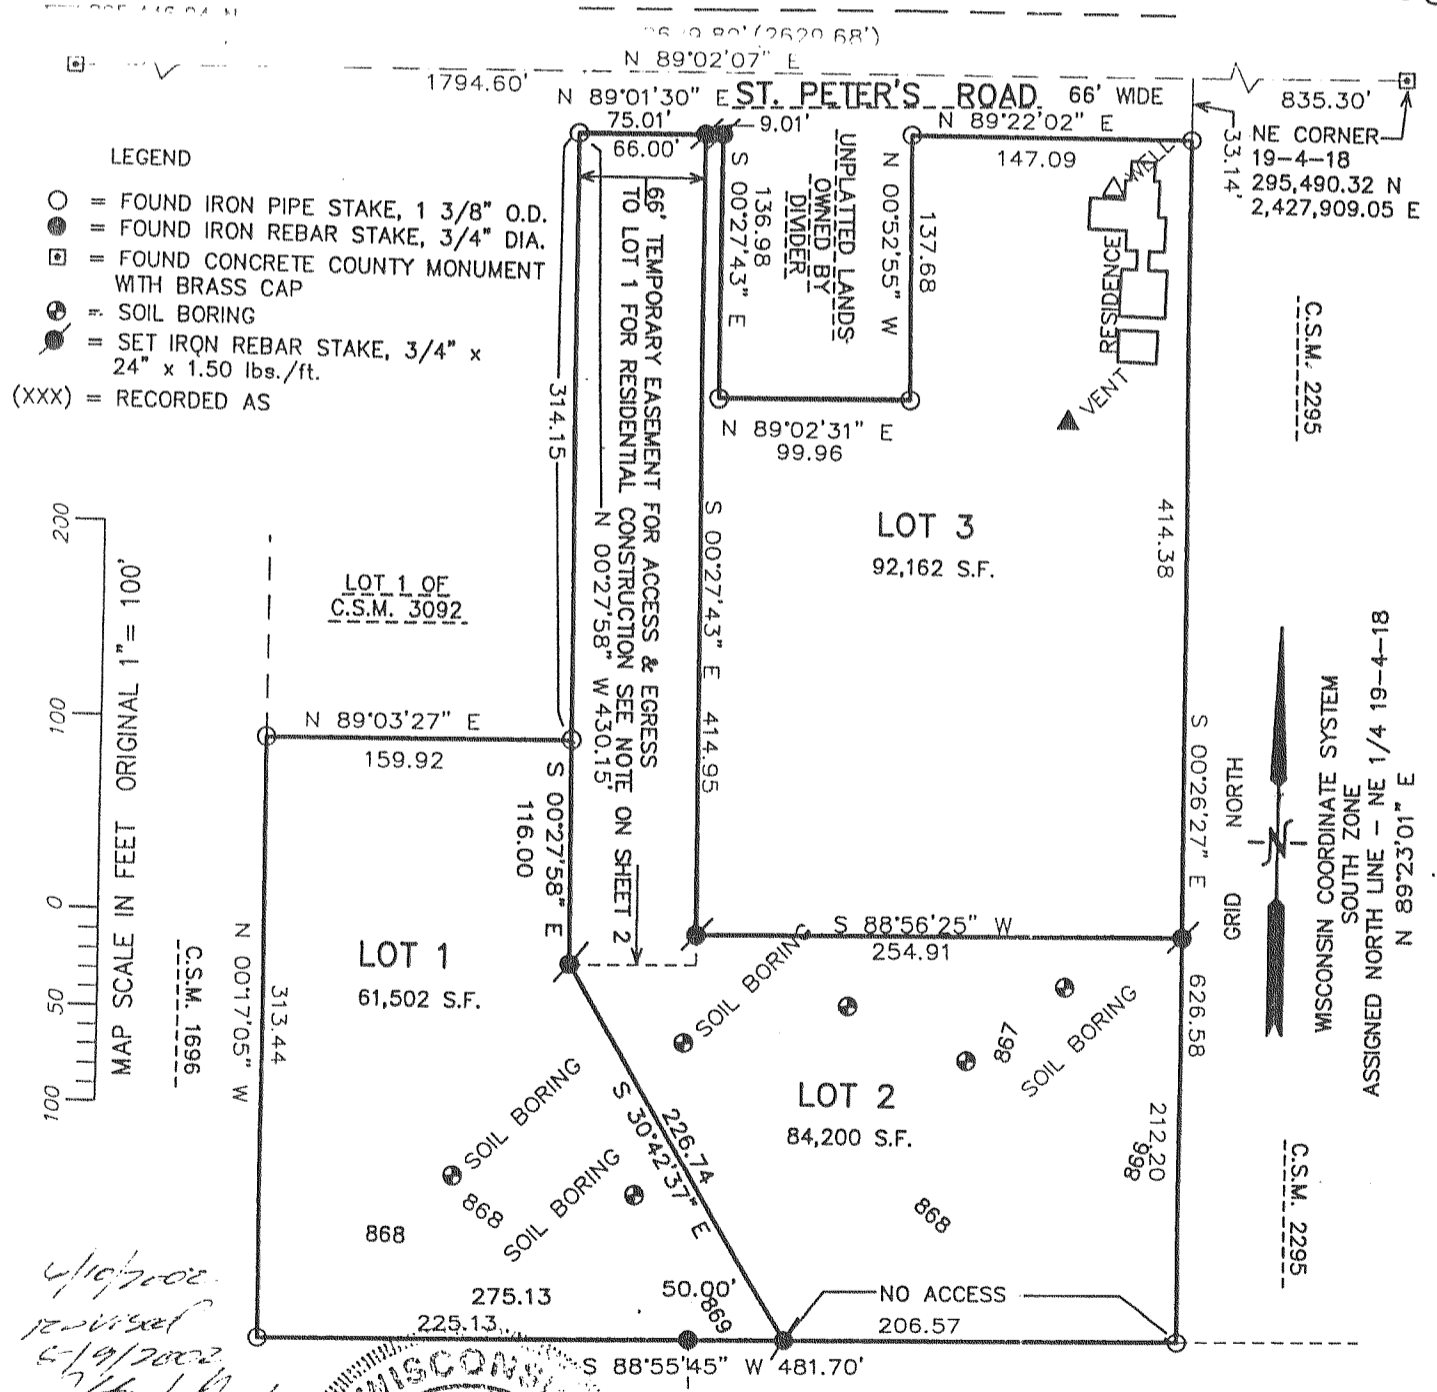 (2629.68')
N 89°02'07" E
1794.60'
N 89°01'30" E
ST. PETER'S ROAD 66' WIDE
835.30'
75.01'
66.00'
9.01'
N 89°22'02" E
147.09
33.14'
NE CORNER
19-4-18
295,490.32 N
2,427,909.05 E
LEGEND
= FOUND IRON PIPE STAKE, 1 3/8" O.D.
= FOUND IRON REBAR STAKE, 3/4" DIA.
= FOUND CONCRETE COUNTY MONUMENT
WITH BRASS CAP
= SOIL BORING
= SET IRON REBAR STAKE, 3/4" x
24" x 1.50 lbs./ft.
(XXX) = RECORDED AS
66' TEMPORARY EASEMENT FOR ACCESS & EGRESS
TO LOT 1 FOR RESIDENTIAL CONSTRUCTION SEE NOTE ON SHEET 2
N 00°27'58" W 430.15'
314.15
S 00°27'43" E
136.98
UNPLATTED LANDS
OWNED BY
DIVIDER
N 00°52'55" W
137.68
WELL
RESIDENCE
VENT
C.S.M. 2295
N 89°02'31" E
99.96
LOT 3
92,162 S.F.
414.38
S 00°27'43" E 414.95
LOT 1 OF
C.S.M. 3092
200
100
0
50
100
MAP SCALE IN FEET ORIGINAL 1"= 100'
N 89°03'27" E
159.92
S 00°27'58" E
116.00
S 00°26'27" E 626.58
GRID NORTH
WISCONSIN COORDINATE SYSTEM
SOUTH ZONE
ASSIGNED NORTH LINE - NE 1/4 19-4-18
N 89°23'01" E
S 88°56'25" W
254.91
LOT 1
61,502 S.F.
C.S.M. 1696
N 00°17'05" W
313.44
SOIL BORING
SOIL BORING
867
LOT 2
84,200 S.F.
212.20
866
C.S.M. 2295
226.74
S 30°42'37" E
SOIL BORING
868
SOIL BORING
868
868
275.13
50.00'
869
NO ACCESS
225.13
206.57
S 88°55'45" W 481.70'
WISCONSI
revised